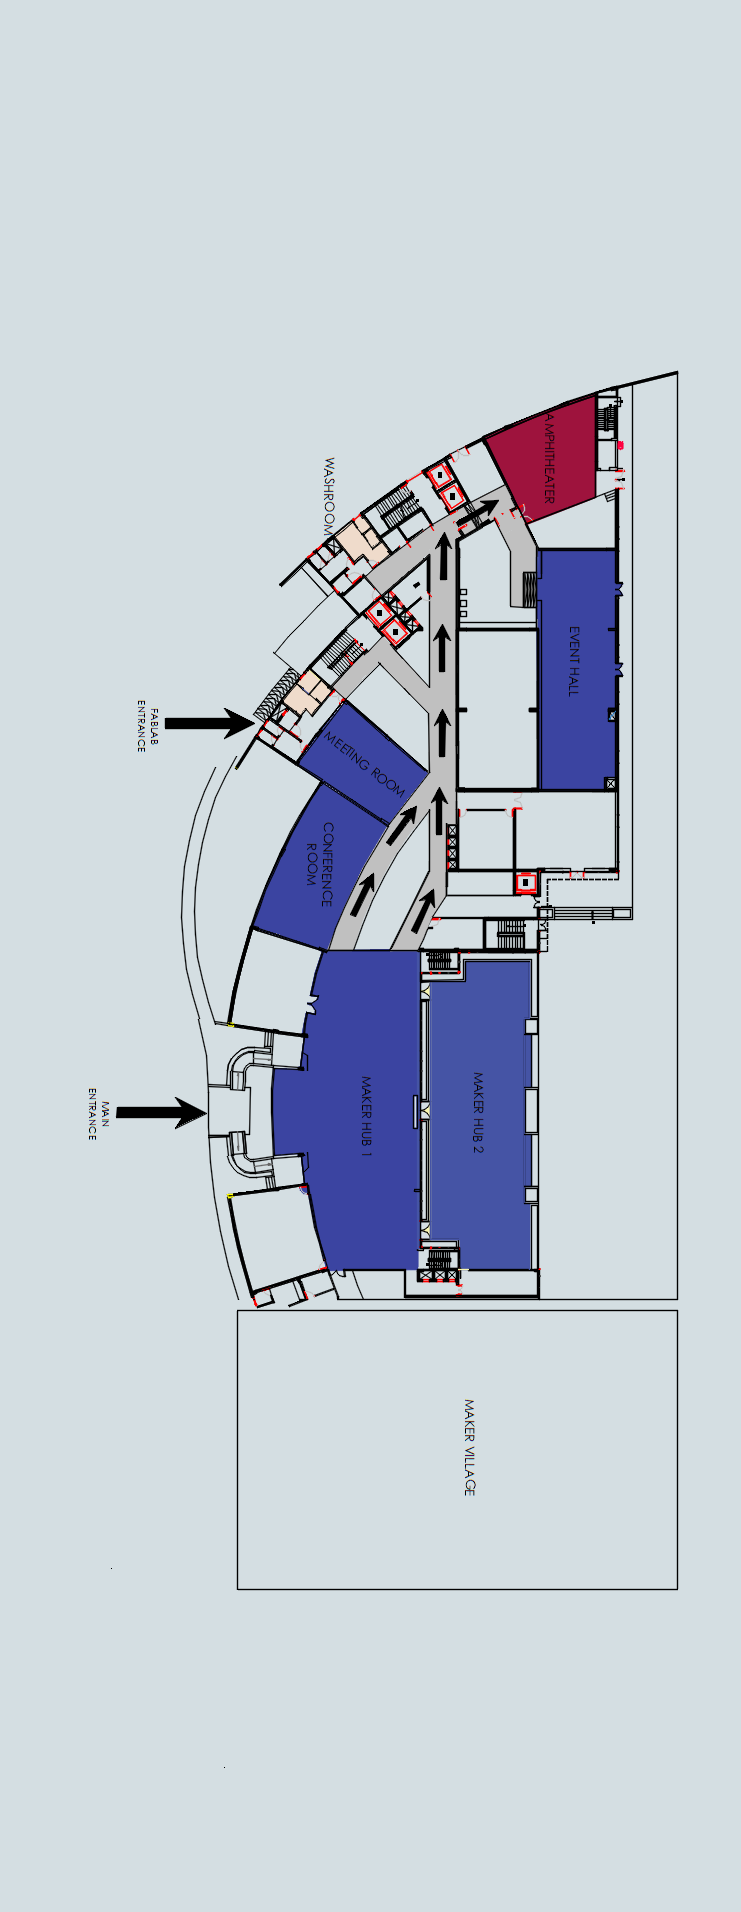 AMPHITHEATER
WASHROOM
EVENT HALL
FABLAB
ENTRANCE
MEETING ROOM
CONFERENCE
ROOM
MAIN
ENTRANCE
MAKER HUB 1
MAKER HUB 2
MAKER VILLAGE